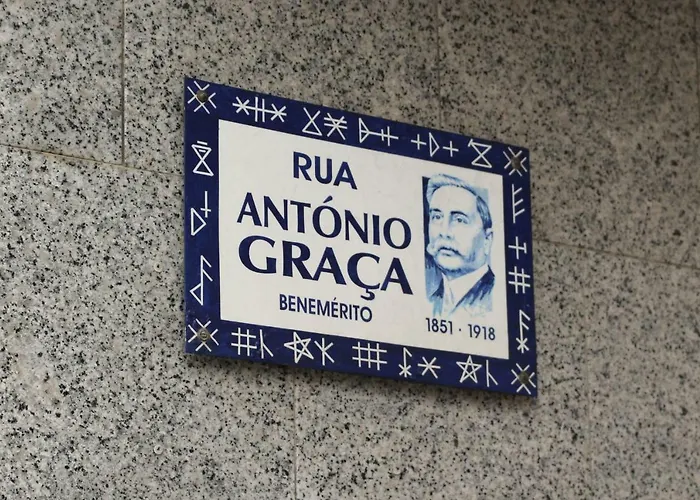 RUA
ANTÓNIO
GRAÇA
BENEMÉRITO
1851 · 1918